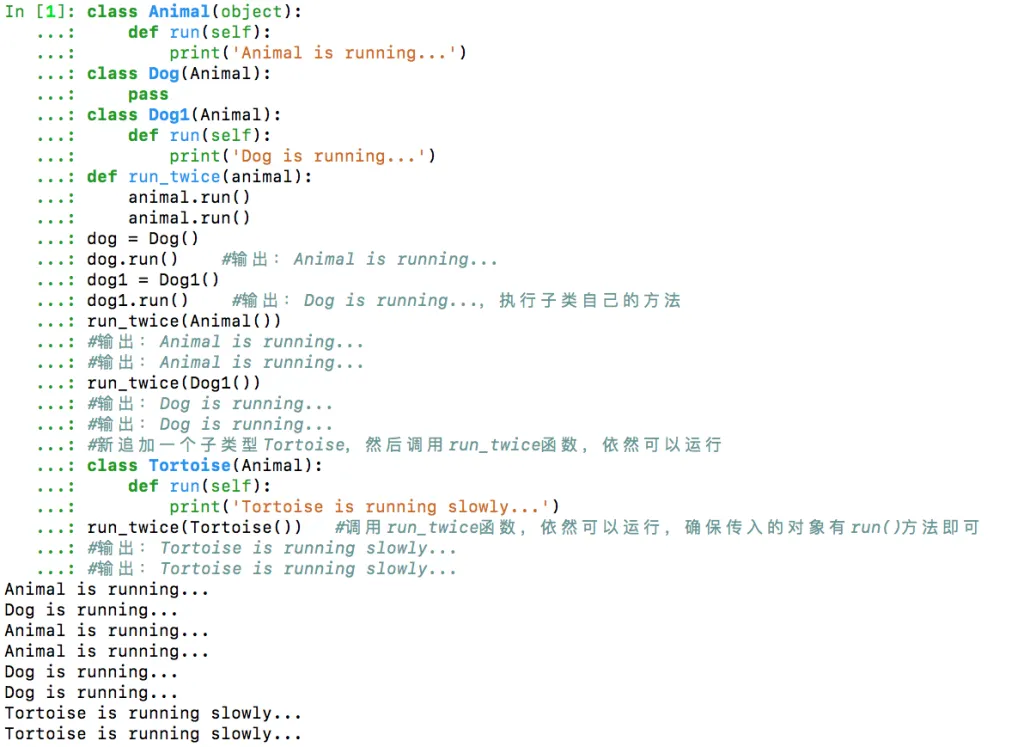 In [1]: class Animal(object):
   ...:     def run(self):
   ...:         print('Animal is running...')
   ...: class Dog(Animal):
   ...:     pass
   ...: class Dog1(Animal):
   ...:     def run(self):
   ...:         print('Dog is running...')
   ...: def run_twice(animal):
   ...:     animal.run()
   ...:     animal.run()
   ...: dog = Dog()
   ...: dog.run()    #输出：Animal is running...
   ...: dog1 = Dog1()
   ...: dog1.run()    #输出：Dog is running...，执行子类自己的方法
   ...: run_twice(Animal())
   ...: #输出：Animal is running...
   ...: #输出：Animal is running...
   ...: run_twice(Dog1())
   ...: #输出：Dog is running...
   ...: #输出：Dog is running...
   ...: #新追加一个子类型Tortoise，然后调用run_twice函数，依然可以运行
   ...: class Tortoise(Animal):
   ...:     def run(self):
   ...:         print('Tortoise is running slowly...')
   ...: run_twice(Tortoise())   #调用run_twice函数，依然可以运行，确保传入的对象有run()方法即可
   ...: #输出：Tortoise is running slowly...
   ...: #输出：Tortoise is running slowly...
Animal is running...
Dog is running...
Animal is running...
Animal is running...
Dog is running...
Dog is running...
Tortoise is running slowly...
Tortoise is running slowly...